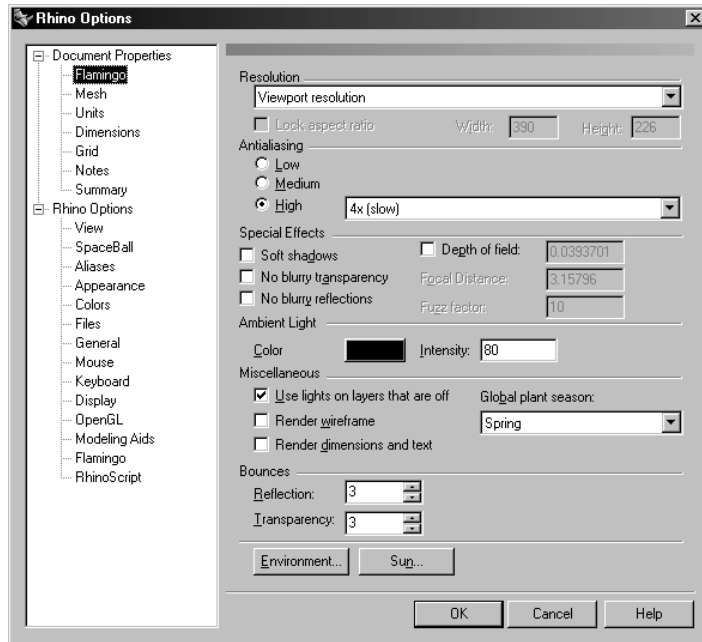 Rhino Options
Document Properties
Flamingo
Mesh
Units
Dimensions
Grid
Notes
Summary
Rhino Options
View
SpaceBall
Aliases
Appearance
Colors
Files
General
Mouse
Keyboard
Display
OpenGL
Modeling Aids
Flamingo
RhinoScript
Resolution
Viewport resolution
Lock aspect ratio Width: 390 Height: 226
Antialiasing
Low
Medium
High 4x (slow)
Special Effects
Soft shadows Depth of field: 0.0393701
No blurry transparency Focal Distance: 3.15796
No blurry reflections Fuzz factor: 10
Ambient Light
Color Intensity: 80
Miscellaneous
Use lights on layers that are off Global plant season:
Render wireframe Spring
Render dimensions and text
Bounces
Reflection: 3
Transparency: 3
Environment... Sun...
OK Cancel Help